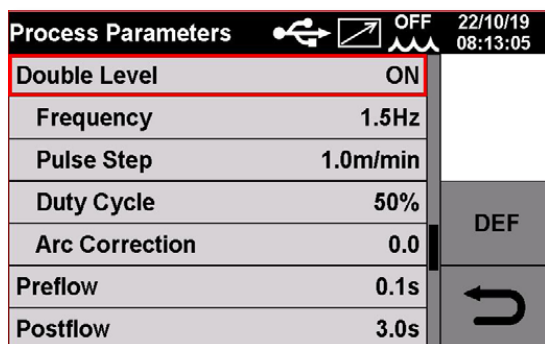 Process Parameters OFF 22/10/19
08:13:05
Double Level ON
Frequency 1.5Hz
Pulse Step 1.0m/min
Duty Cycle 50%
Arc Correction 0.0
DEF
Preflow 0.1s
Postflow 3.0s